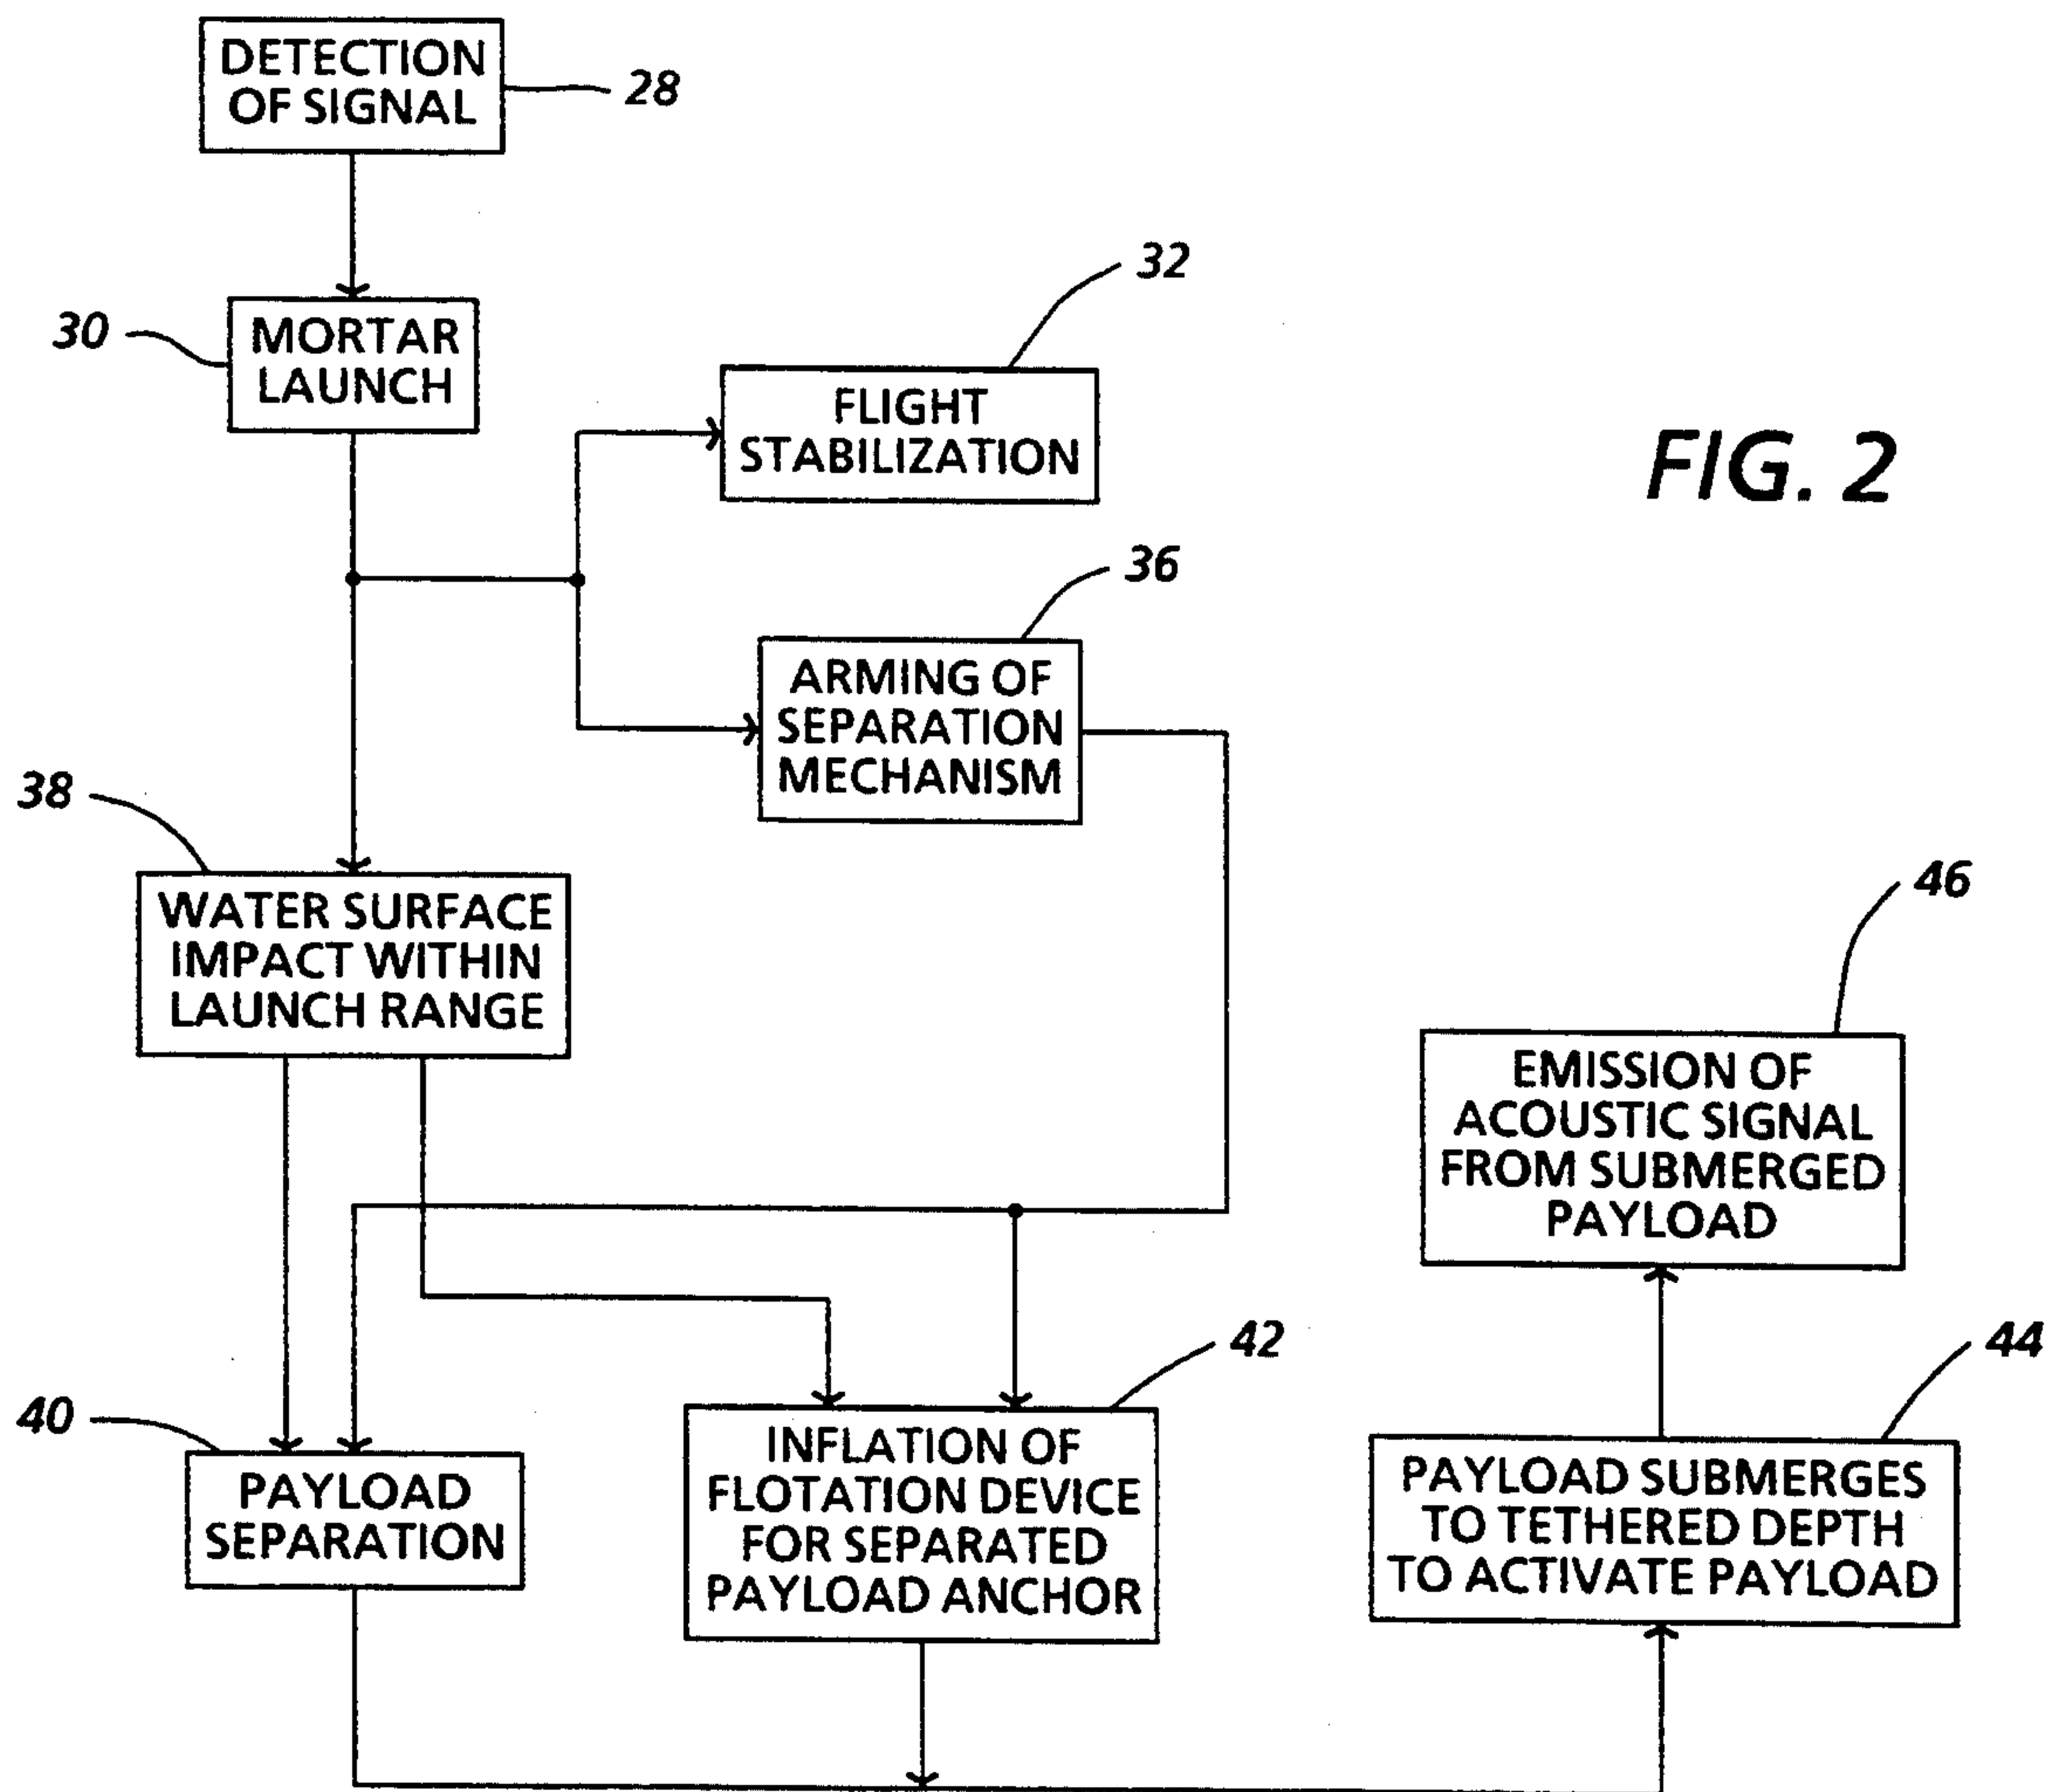 DETECTION
OF SIGNAL
28
MORTAR
LAUNCH
30
FLIGHT
STABILIZATION
32
FIG. 2
ARMING OF
SEPARATION
MECHANISM
36
WATER SURFACE
IMPACT WITHIN
LAUNCH RANGE
38
EMISSION OF
ACOUSTIC SIGNAL
FROM SUBMERGED
PAYLOAD
46
PAYLOAD
SEPARATION
40
INFLATION OF
FLOTATION DEVICE
FOR SEPARATED
PAYLOAD ANCHOR
42
PAYLOAD SUBMERGES
TO TETHERED DEPTH
TO ACTIVATE PAYLOAD
44